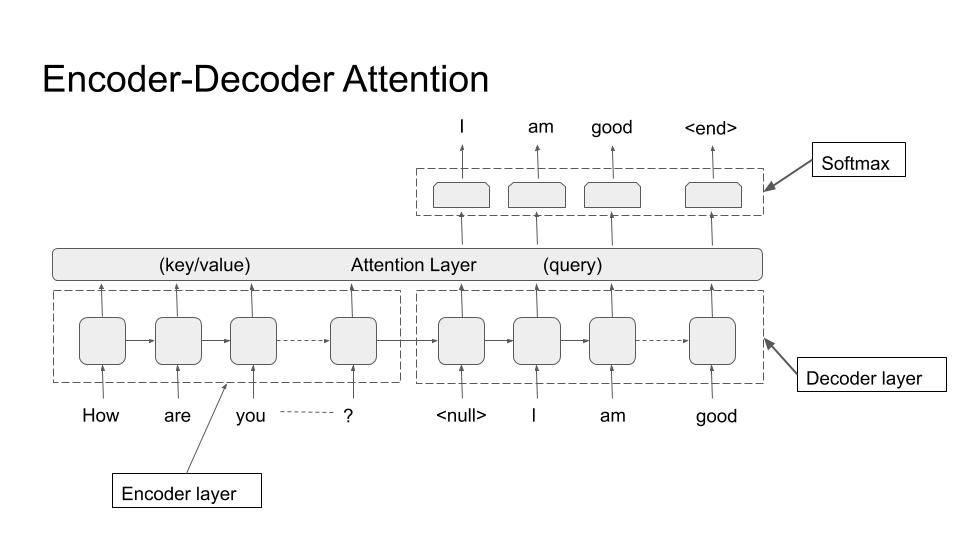 Encoder-Decoder Attention
I am good <end>
Softmax
(key/value) Attention Layer (query)
Decoder layer
How are you ? <null> I am good
Encoder layer